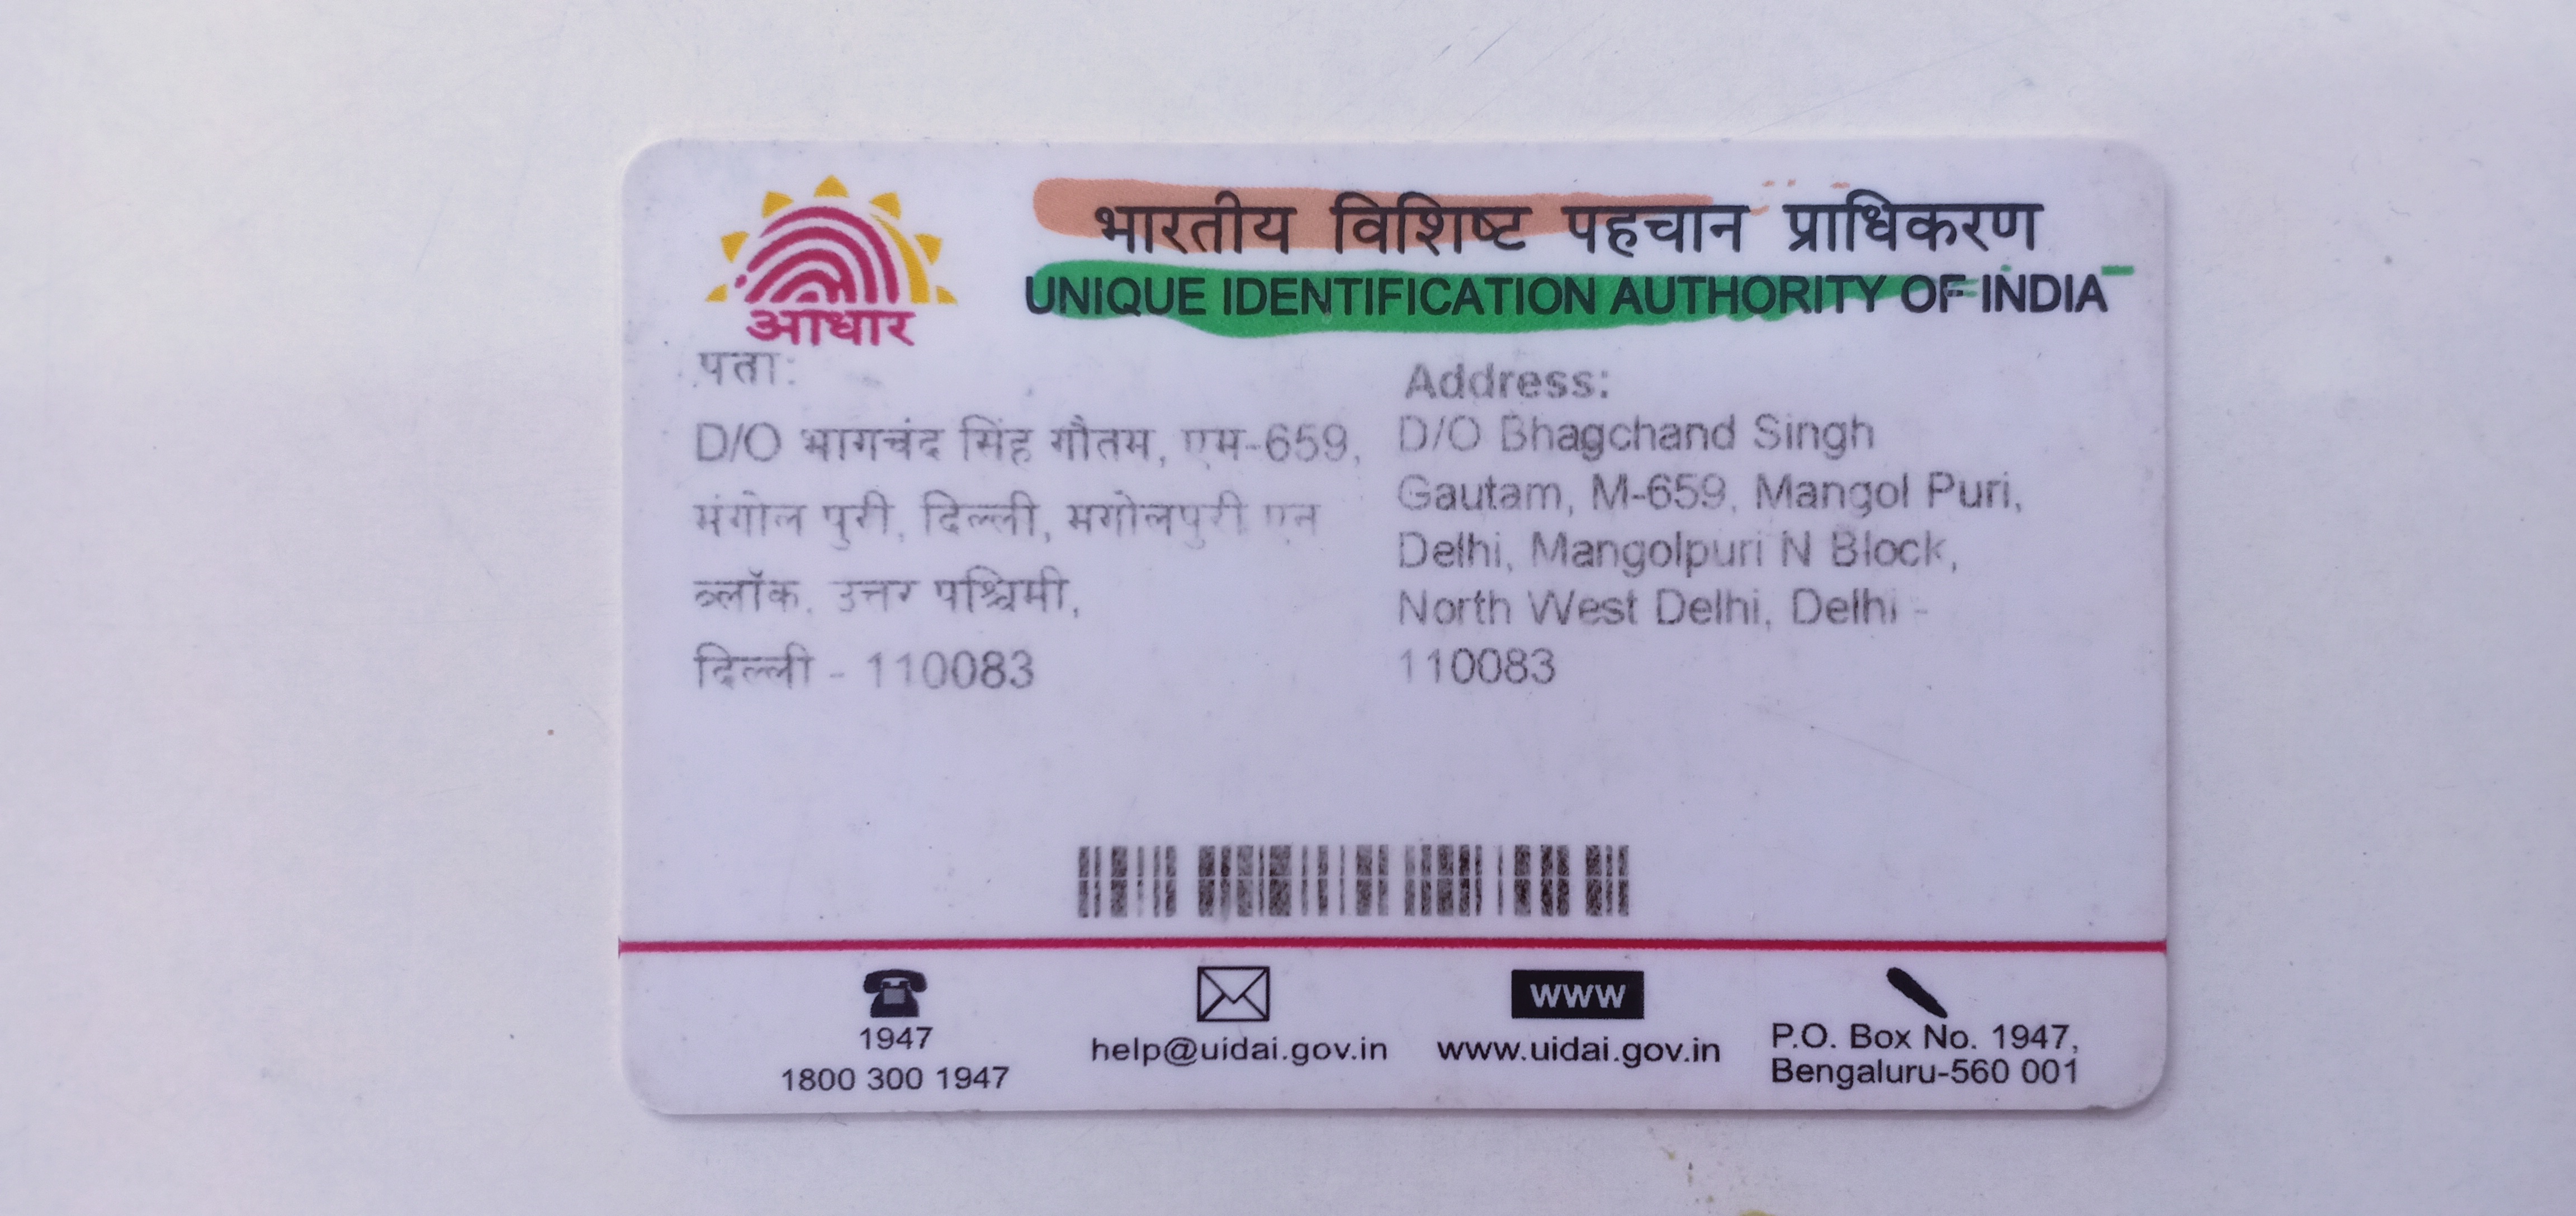 भारतीय विशिष्ट पहचान प्राधिकरण
UNIQUE IDENTIFICATION AUTHORITY OF INDIA
आधार
पता:
D/O भागचंद सिंह गौतम, एम-659,
मंगोल पुरी, दिल्ली, मगोलपुरी एन
ब्लॉक, उत्तर पश्चिमी,
दिल्ली - 110083
Address:
D/O Bhagchand Singh
Gautam, M-659, Mangol Puri,
Delhi, Mangolpuri N Block,
North West Delhi, Delhi -
110083
1947
1800 300 1947
help@uidai.gov.in
www
www.uidai.gov.in
P.O. Box No. 1947,
Bengaluru-560 001